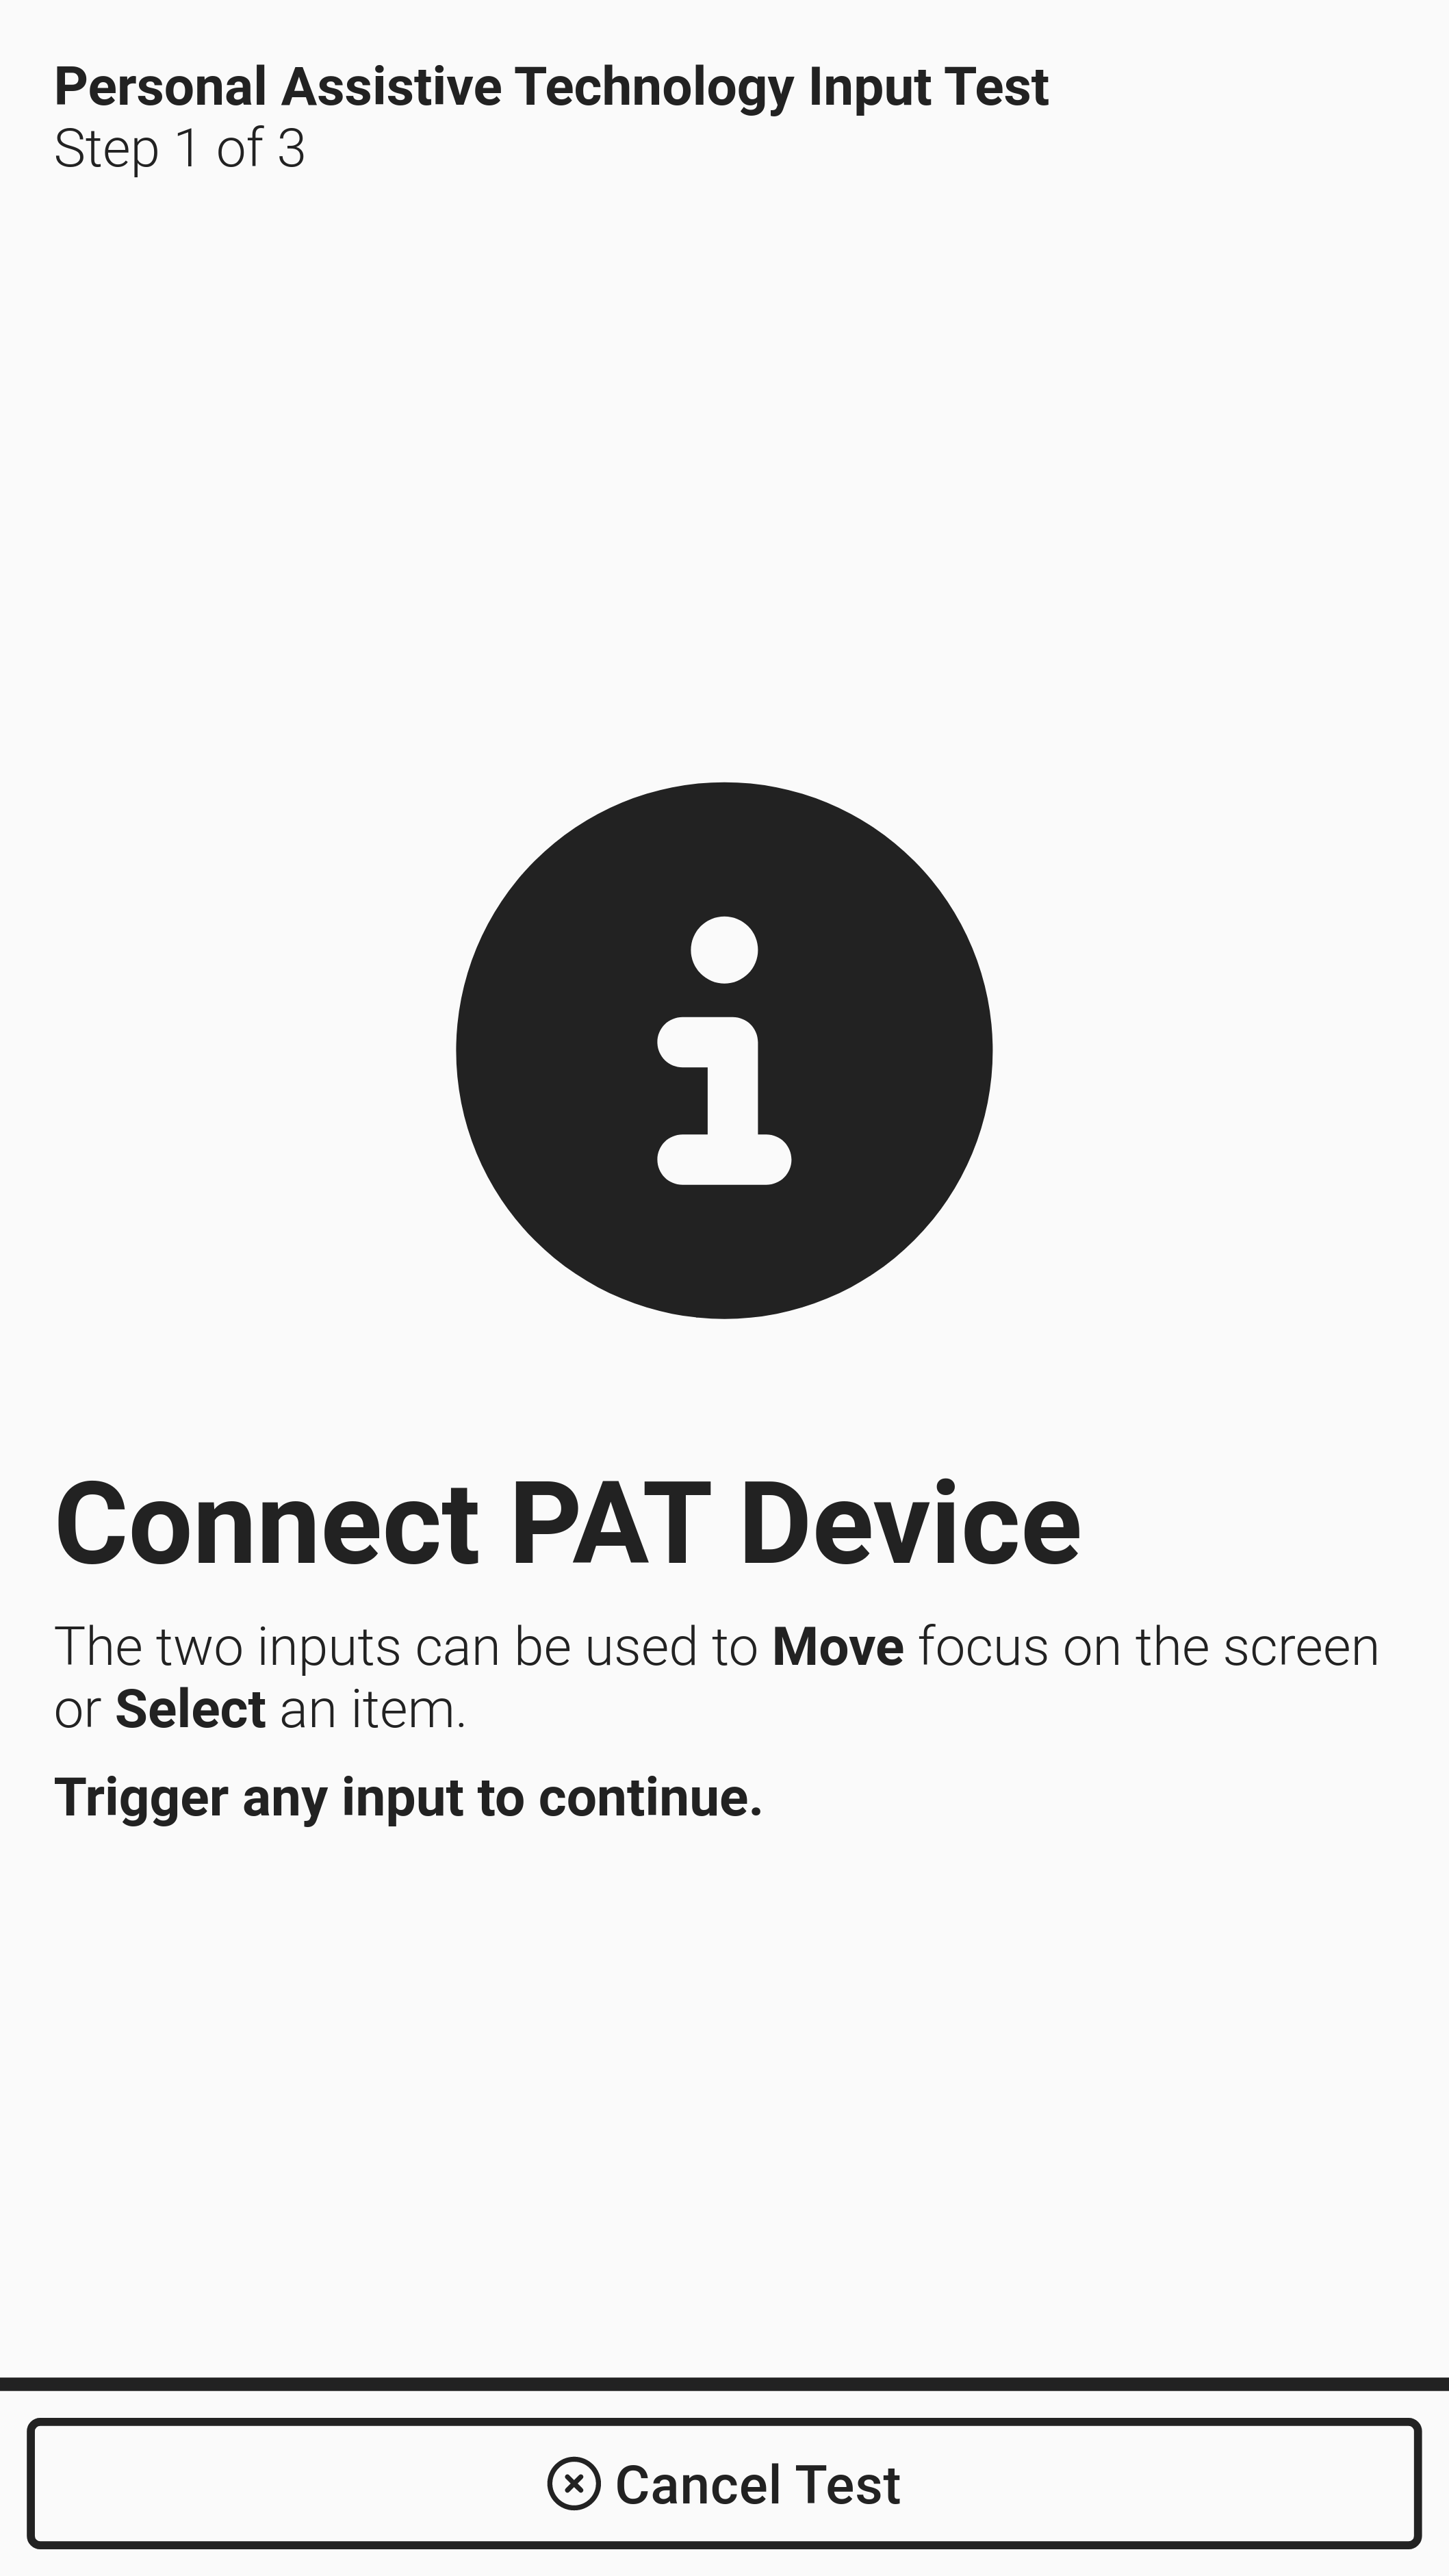 Personal Assistive Technology Input Test
Step 1 of 3
Connect PAT Device
The two inputs can be used to Move focus on the screen
or Select an item.
Trigger any input to continue.
Cancel Test